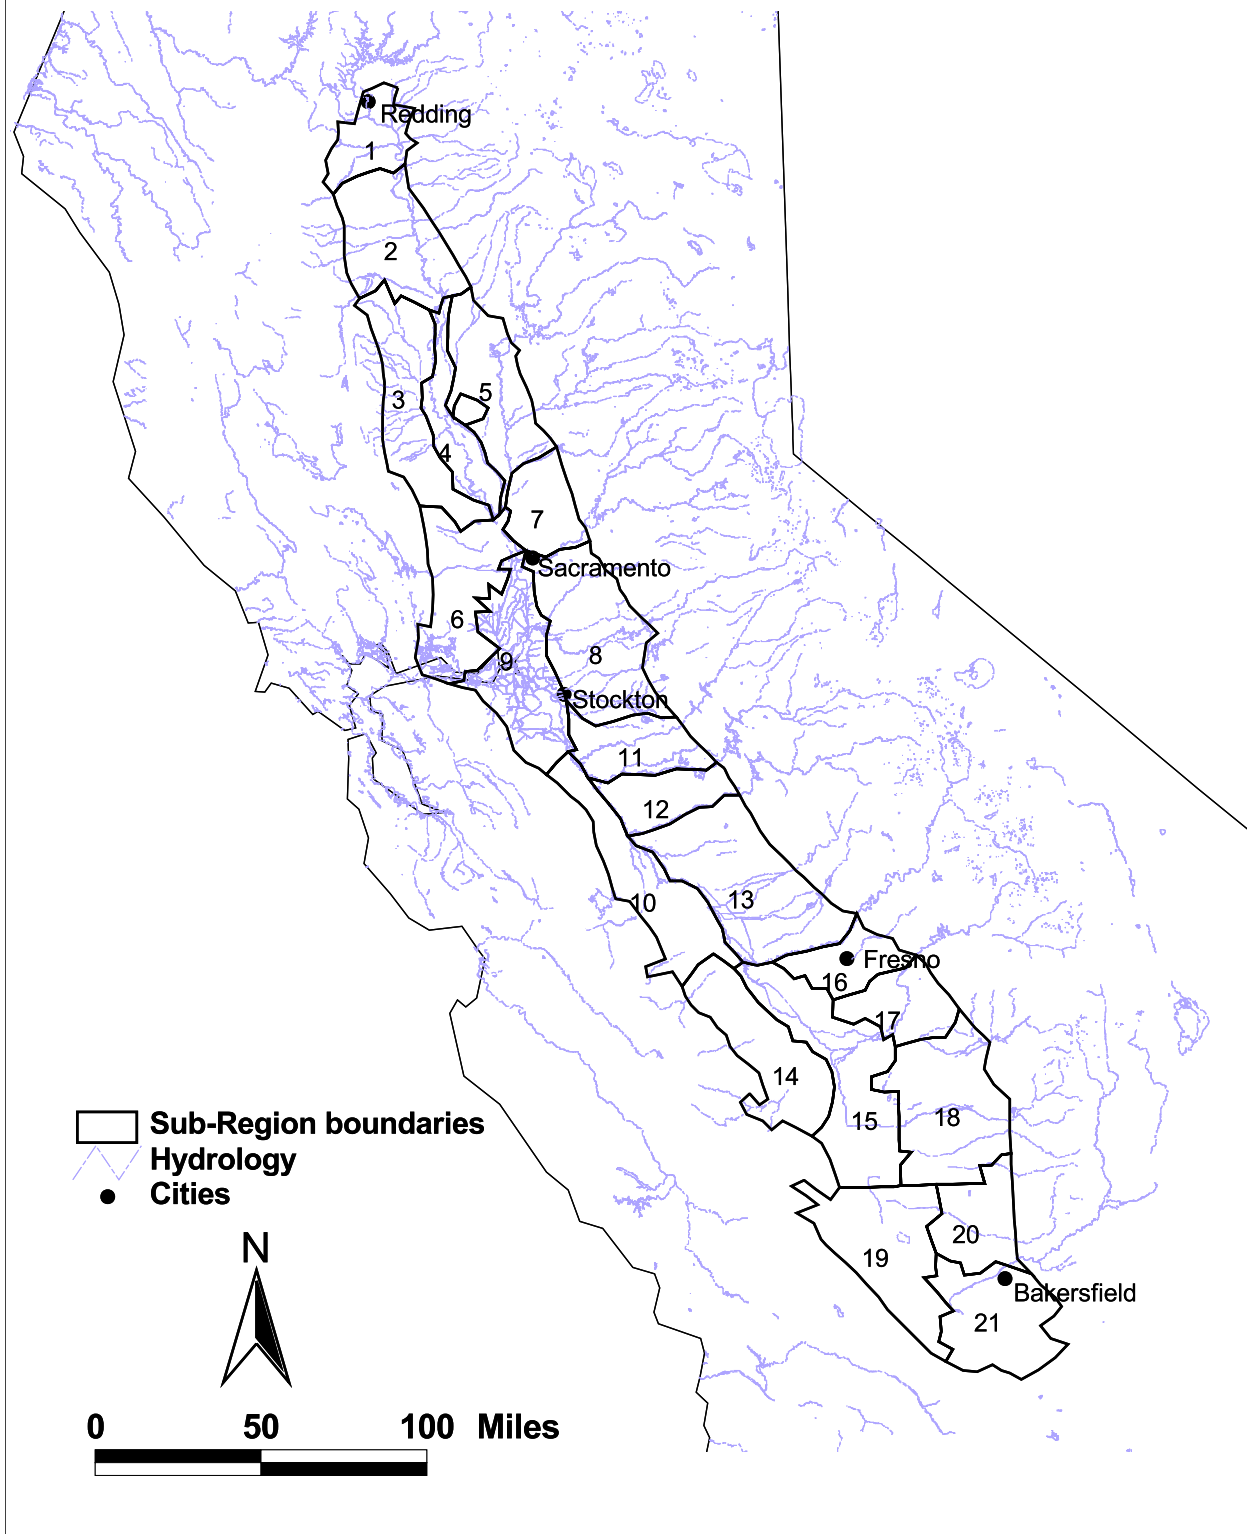 Redding
1
2
3
5
4
7
Sacramento
6
8
9
Stockton
11
12
13
10
Fresno
16
17
14
15
18
20
19
Bakersfield
21
Sub-Region boundaries
Hydrology
Cities
N
0 50 100 Miles